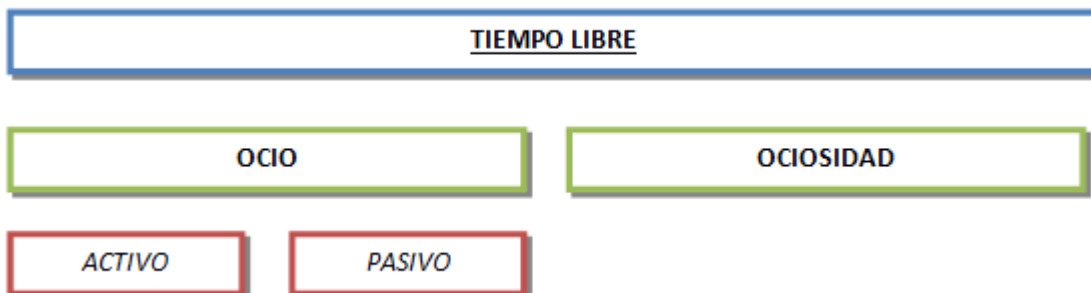 TIEMPO LIBRE
OCIO
OCIOSIDAD
ACTIVO
PASIVO